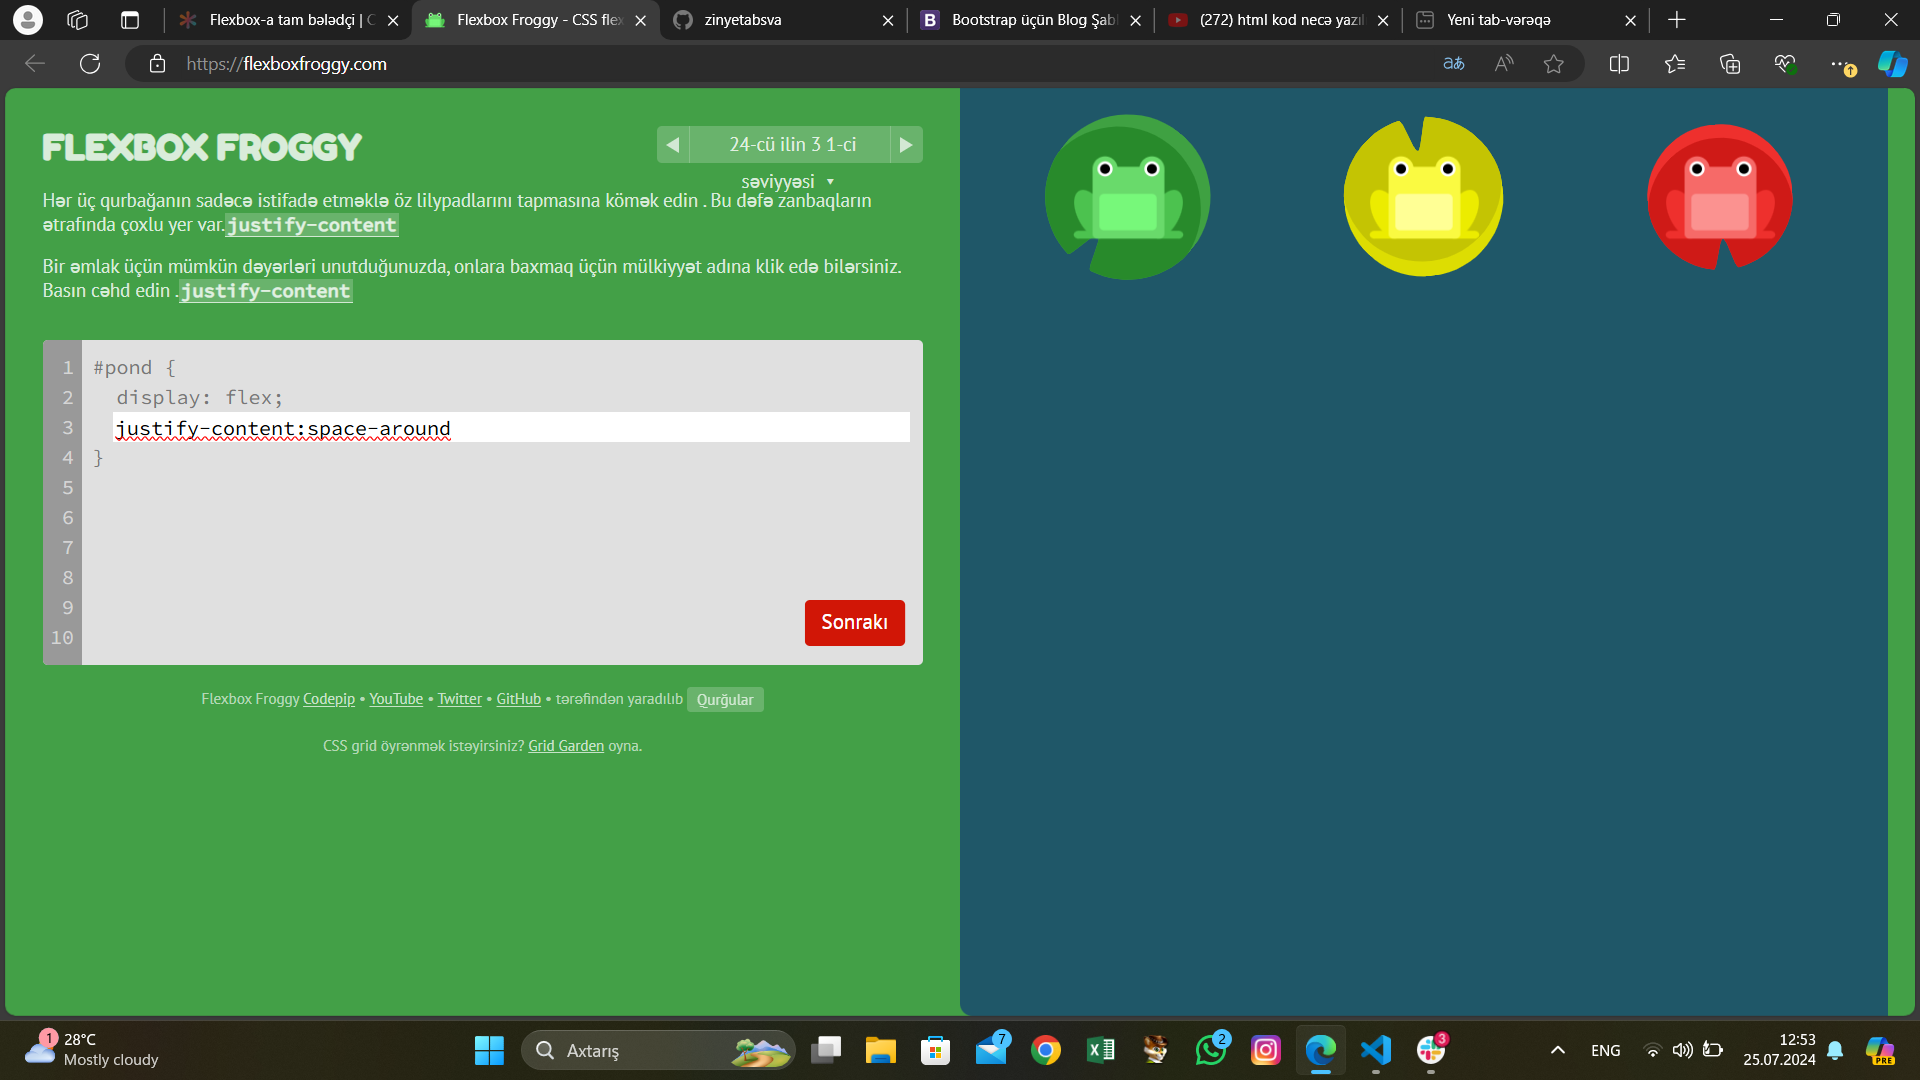 Flexbox-a tam bələdçi | C
Flexbox Froggy - CSS flex
zinyetabsva
B Bootstrap üçün Blog Şabl
(272) html kod necə yazıl
Yeni tab-vərəqə
https://flexboxfroggy.com
FLEXBOX FROGGY
24-cü ilin 3 1-ci
səviyyəsi
Hər üç qurbağanın sadəcə istifadə etməklə öz lilypadlarını tapmasına kömək edin . Bu dəfə zanbaqların
ətrafında çoxlu yer var.justify-content
Bir əmlak üçün mümkün dəyərləri unutduğunuzda, onlara baxmaq üçün mülkiyyət adına klik edə bilərsiniz.
Basın cəhd edin .justify-content
1 #pond {
2 display: flex;
3 justify-content:space-around
4 }
5
6
7
8
9
10
Sonrakı
Flexbox Froggy Codepip • YouTube • Twitter • GitHub • tərəfindən yaradılıb Qurğular
CSS grid öyrənmək istəyirsiniz? Grid Garden oyna.
1
28°C
Mostly cloudy
Axtarış
7
2
3
ENG
12:53
25.07.2024
PRE